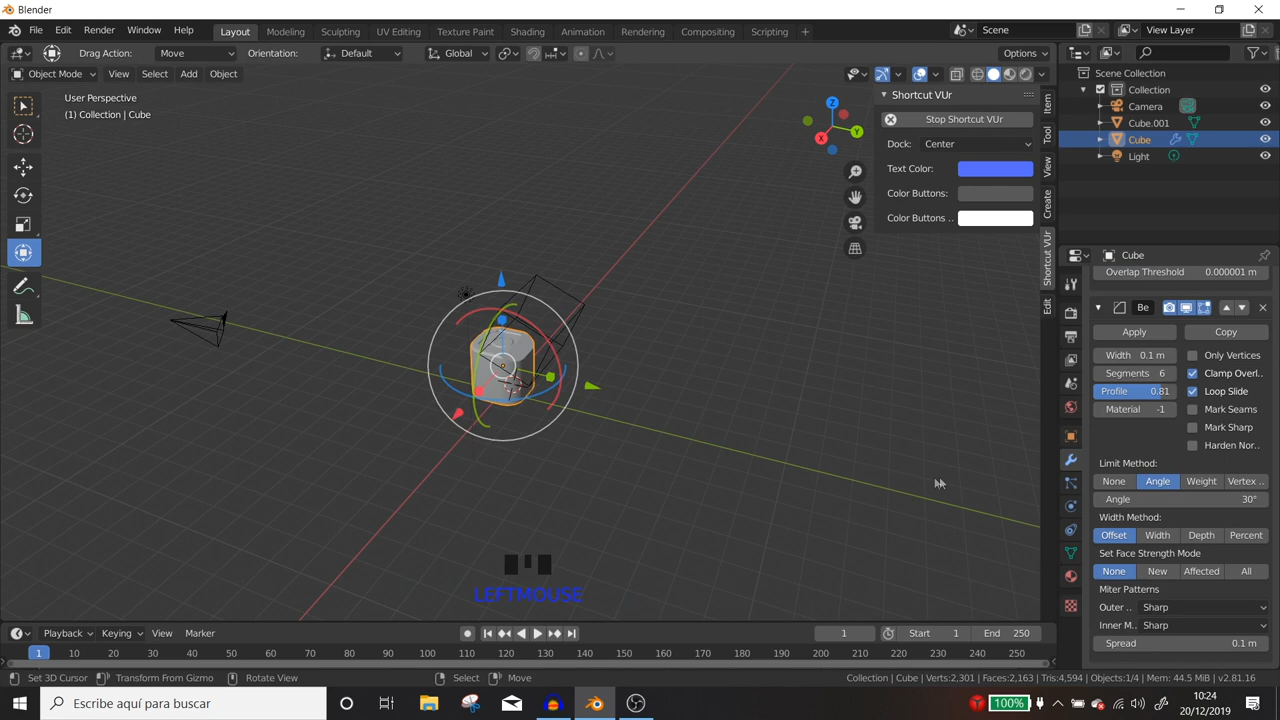 Blender
File Edit Render Window Help
Layout Modeling Sculpting UV Editing Texture Paint Shading Animation Rendering Compositing Scripting +
Scene
View Layer
Drag Action: Move Orientation: Default Global Options
Object Mode View Select Add Object
User Perspective
(1) Collection | Cube
Z
Y
X
Shortcut VUr
Stop Shortcut VUr
Dock: Center
Text Color:
Color Buttons:
Color Buttons ..
Item
Tool
View
Create
Shortcut VUr
Edit
Scene Collection
Collection
Camera
Cube.001
Cube
Light
Cube
Overlap Threshold 0.000001 m
Be
Apply Copy
Width 0.1 m Only Vertices
Segments 6 Clamp Overl..
Profile 0.81 Loop Slide
Material -1 Mark Seams
Mark Sharp
Harden Nor..
Limit Method:
None Angle Weight Vertex ..
Angle 30°
Width Method:
Offset Width Depth Percent
Set Face Strength Mode
None New Affected All
Miter Patterns
Outer .. Sharp
Inner M.. Sharp
Spread 0.1 m
LEFTMOUSE
Playback Keying View Marker 1 Start 1 End 250
1 10 20 30 40 50 60 70 80 90 100 110 120 130 140 150 160 170 180 190 200 210 220 230 240 250
Set 3D Cursor Transform From Gizmo Rotate View Select Move Collection | Cube | Verts:2,301 | Faces:2,163 | Tris:4,594 | Objects:1/4 | Mem: 44.5 MiB | v2.81.16
Escribe aquí para buscar
100%
10:24
20/12/2019